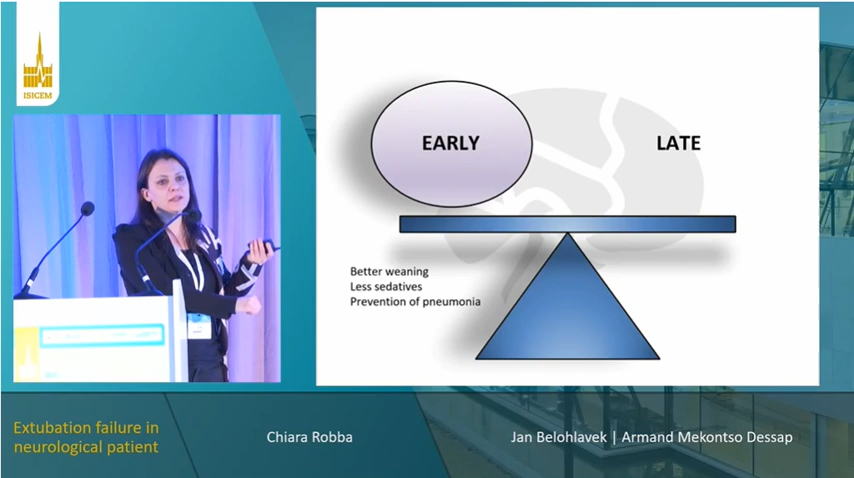 ISICEM
EARLY
LATE
Better weaning
Less sedatives
Prevention of pneumonia
Extubation failure in
neurological patient
Chiara Robba
Jan Belohlavek | Armand Mekontso Dessap